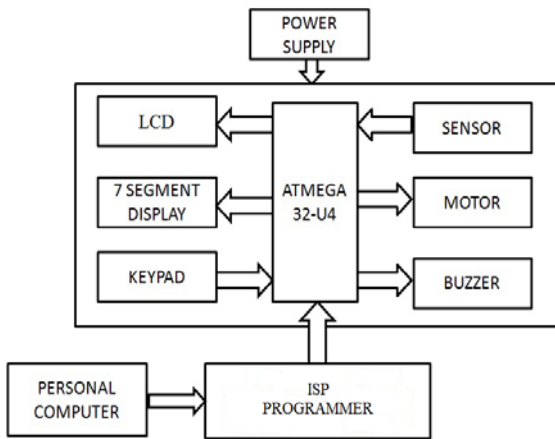 POWER
SUPPLY
LCD
SENSOR
7 SEGMENT
DISPLAY
ATMEGA
32-U4
MOTOR
KEYPAD
BUZZER
PERSONAL
COMPUTER
ISP
PROGRAMMER